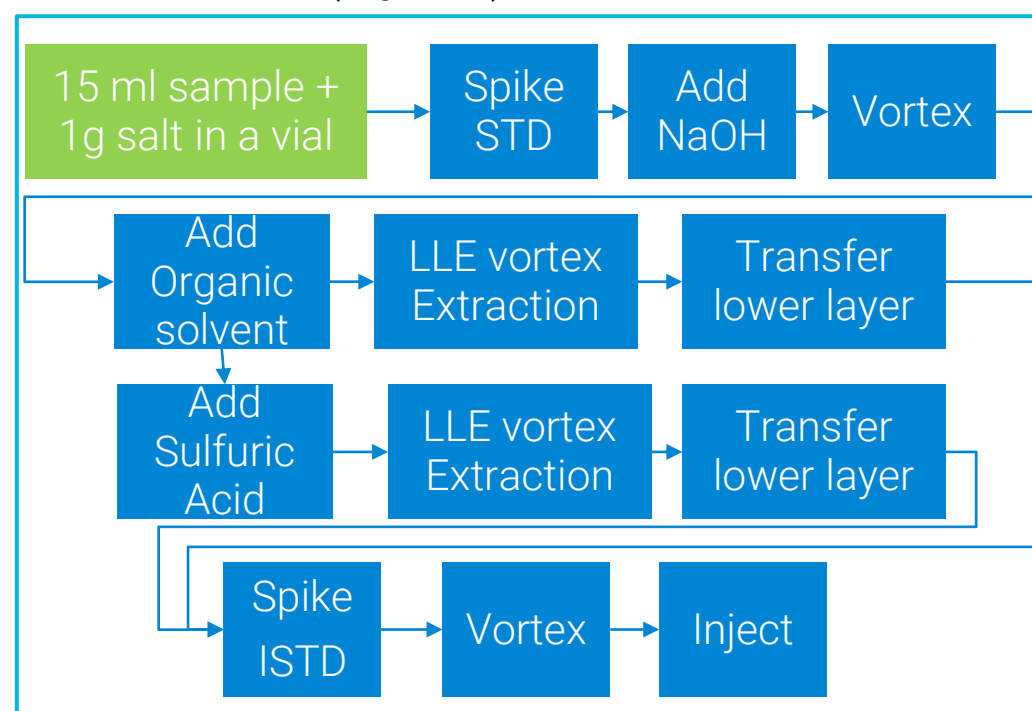 15 ml sample +
1g salt in a vial
Spike
STD
Add
NaOH
Vortex
Add
Organic
solvent
LLE vortex
Extraction
Transfer
lower layer
Add
Sulfuric
Acid
LLE vortex
Extraction
Transfer
lower layer
Spike
ISTD
Vortex
Inject